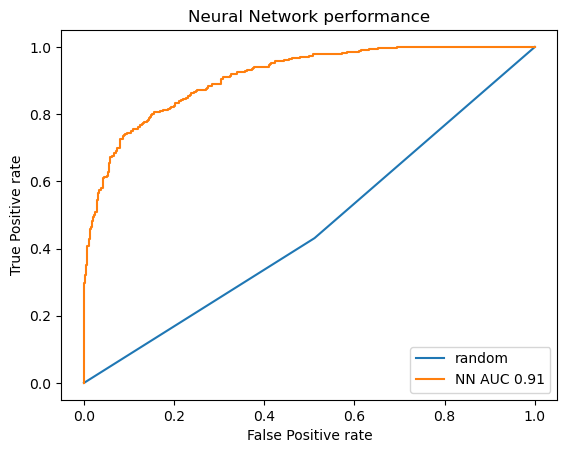 Neural Network performance
True Positive rate
1.0
0.8
0.6
0.4
0.2
0.0
random
NN AUC 0.91
0.0 0.2 0.4 0.6 0.8 1.0
False Positive rate